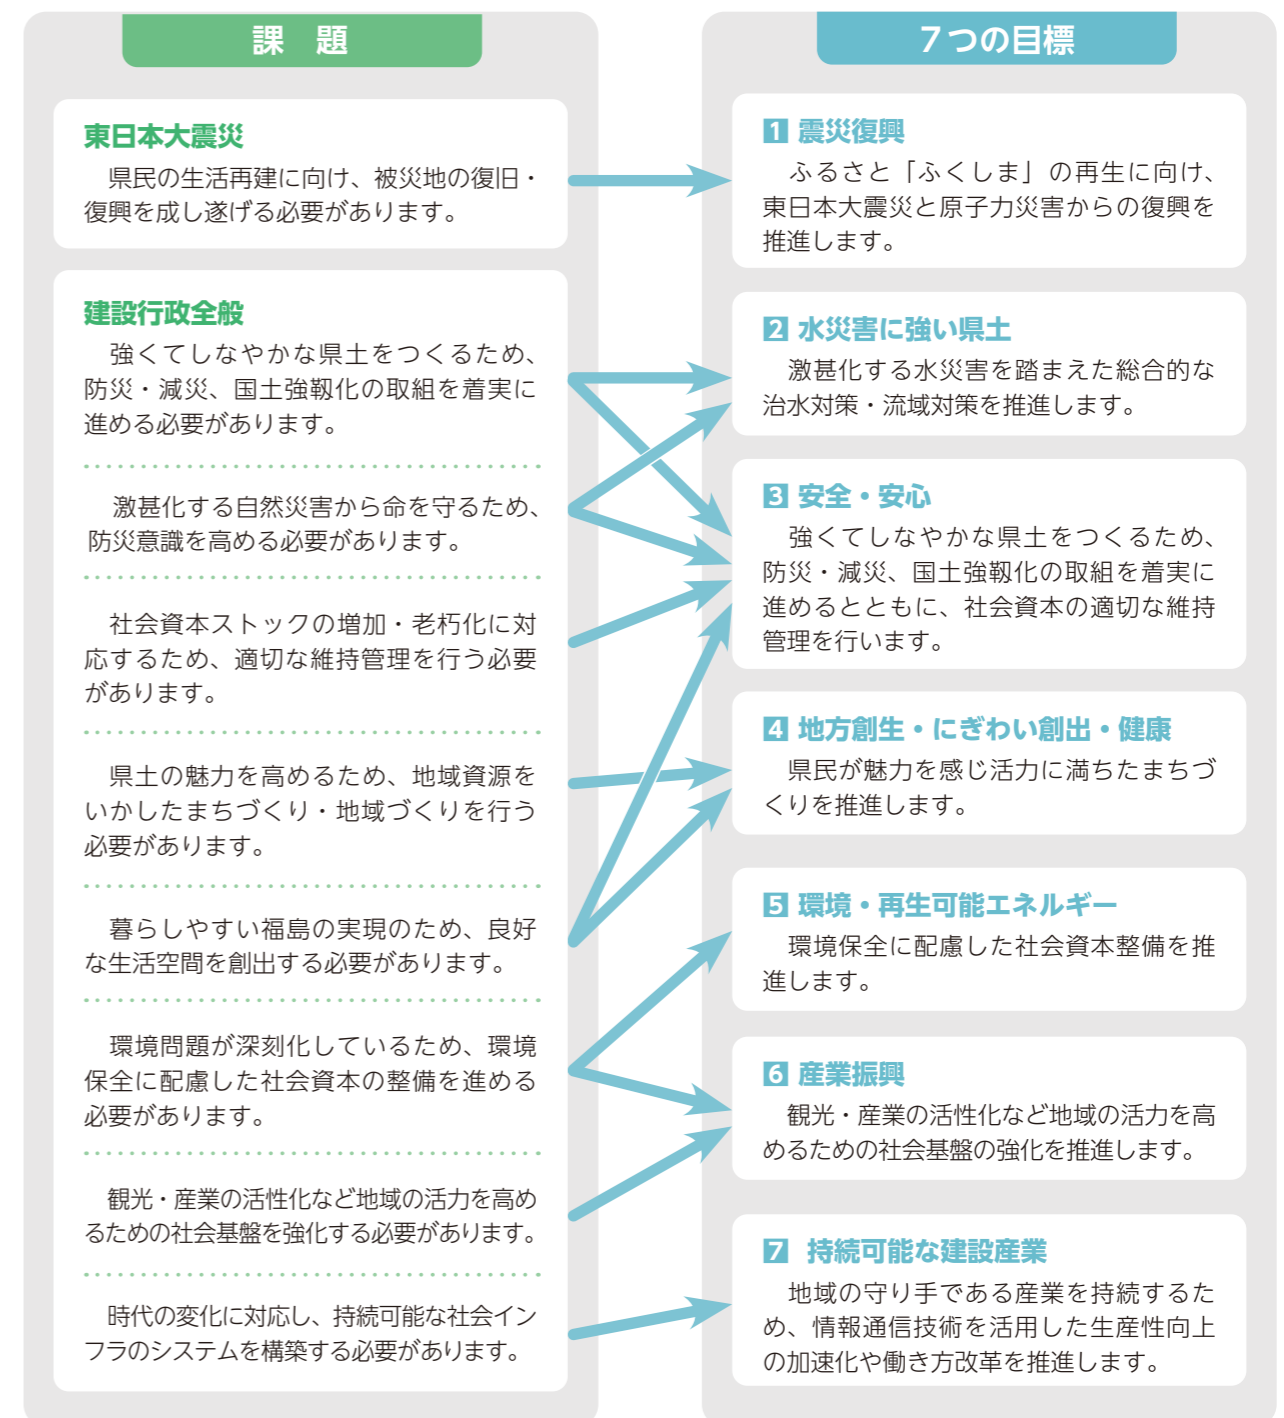 課 題
東日本大震災
県民の生活再建に向け、被災地の復旧・
復興を成し遂げる必要があります。
建設行政全般
強くてしなやかな県土をつくるため、
防災・減災、国土強靱化の取組を着実に
進める必要があります。
激甚化する自然災害から命を守るため、
防災意識を高める必要があります。
社会資本ストックの増加・老朽化に対
応するため、適切な維持管理を行う必要
があります。
県土の魅力を高めるため、地域資源を
いかしたまちづくり・地域づくりを行う
必要があります。
暮らしやすい福島の実現のため、良好
な生活空間を創出する必要があります。
環境問題が深刻化しているため、環境
保全に配慮した社会資本の整備を進める
必要があります。
観光・産業の活性化など地域の活力を高め
るための社会基盤を強化する必要があります。
時代の変化に対応し、持続可能な社会イン
フラのシステムを構築する必要があります。
7つの目標
1 震災復興
ふるさと「ふくしま」の再生に向け、
東日本大震災と原子力災害からの復興を
推進します。
2 水災害に強い県土
激甚化する水災害を踏まえた総合的な
治水対策・流域対策を推進します。
3 安全・安心
強くてしなやかな県土をつくるため、
防災・減災、国土強靱化の取組を着実に
進めるとともに、社会資本の適切な維持
管理を行います。
4 地方創生・にぎわい創出・健康
県民が魅力を感じ活力に満ちたまちづ
くりを推進します。
5 環境・再生可能エネルギー
環境保全に配慮した社会資本整備を推
進します。
6 産業振興
観光・産業の活性化など地域の活力を高
めるための社会基盤の強化を推進します。
7 持続可能な建設産業
地域の守り手である産業を持続するた
め、情報通信技術を活用した生産性向上
の加速化や働き方改革を推進します。